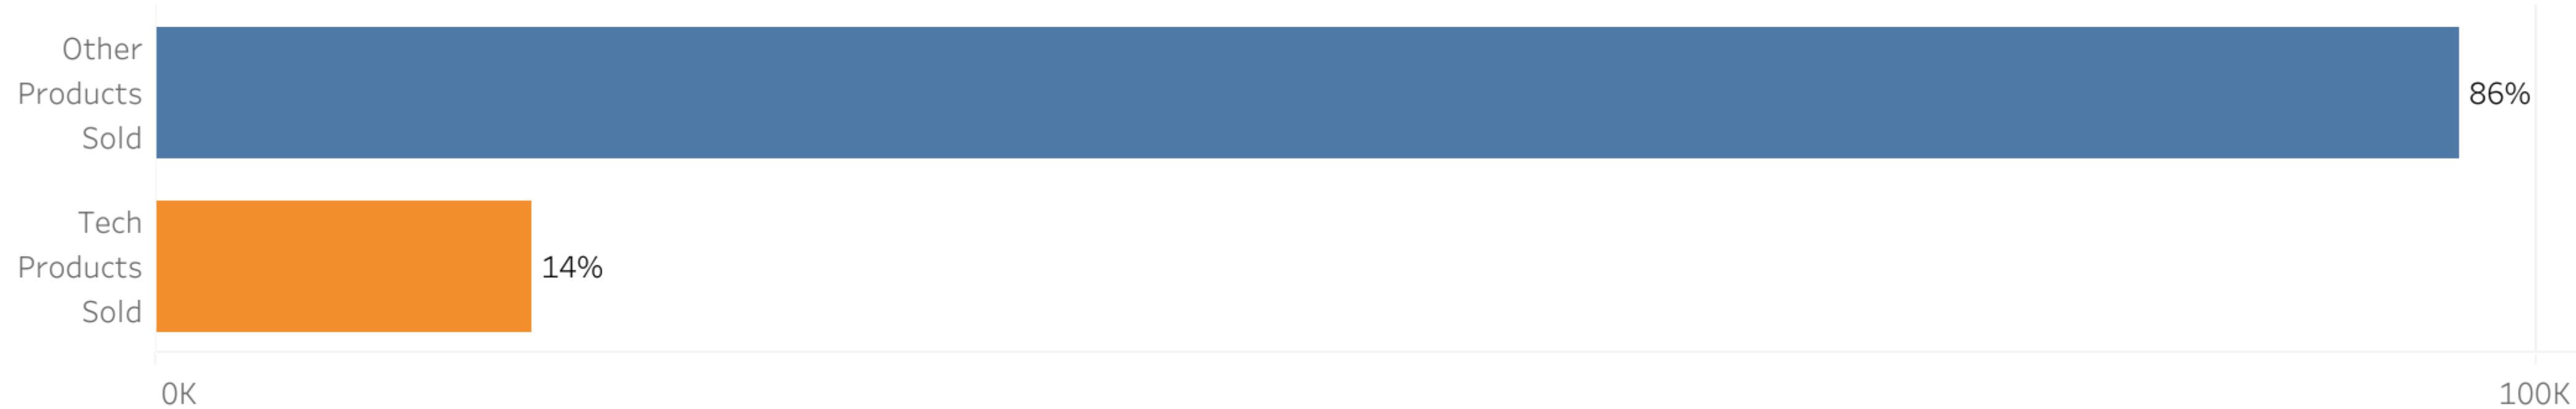 Other
Products
Sold
86%
Tech
Products
Sold
14%
0K
100K